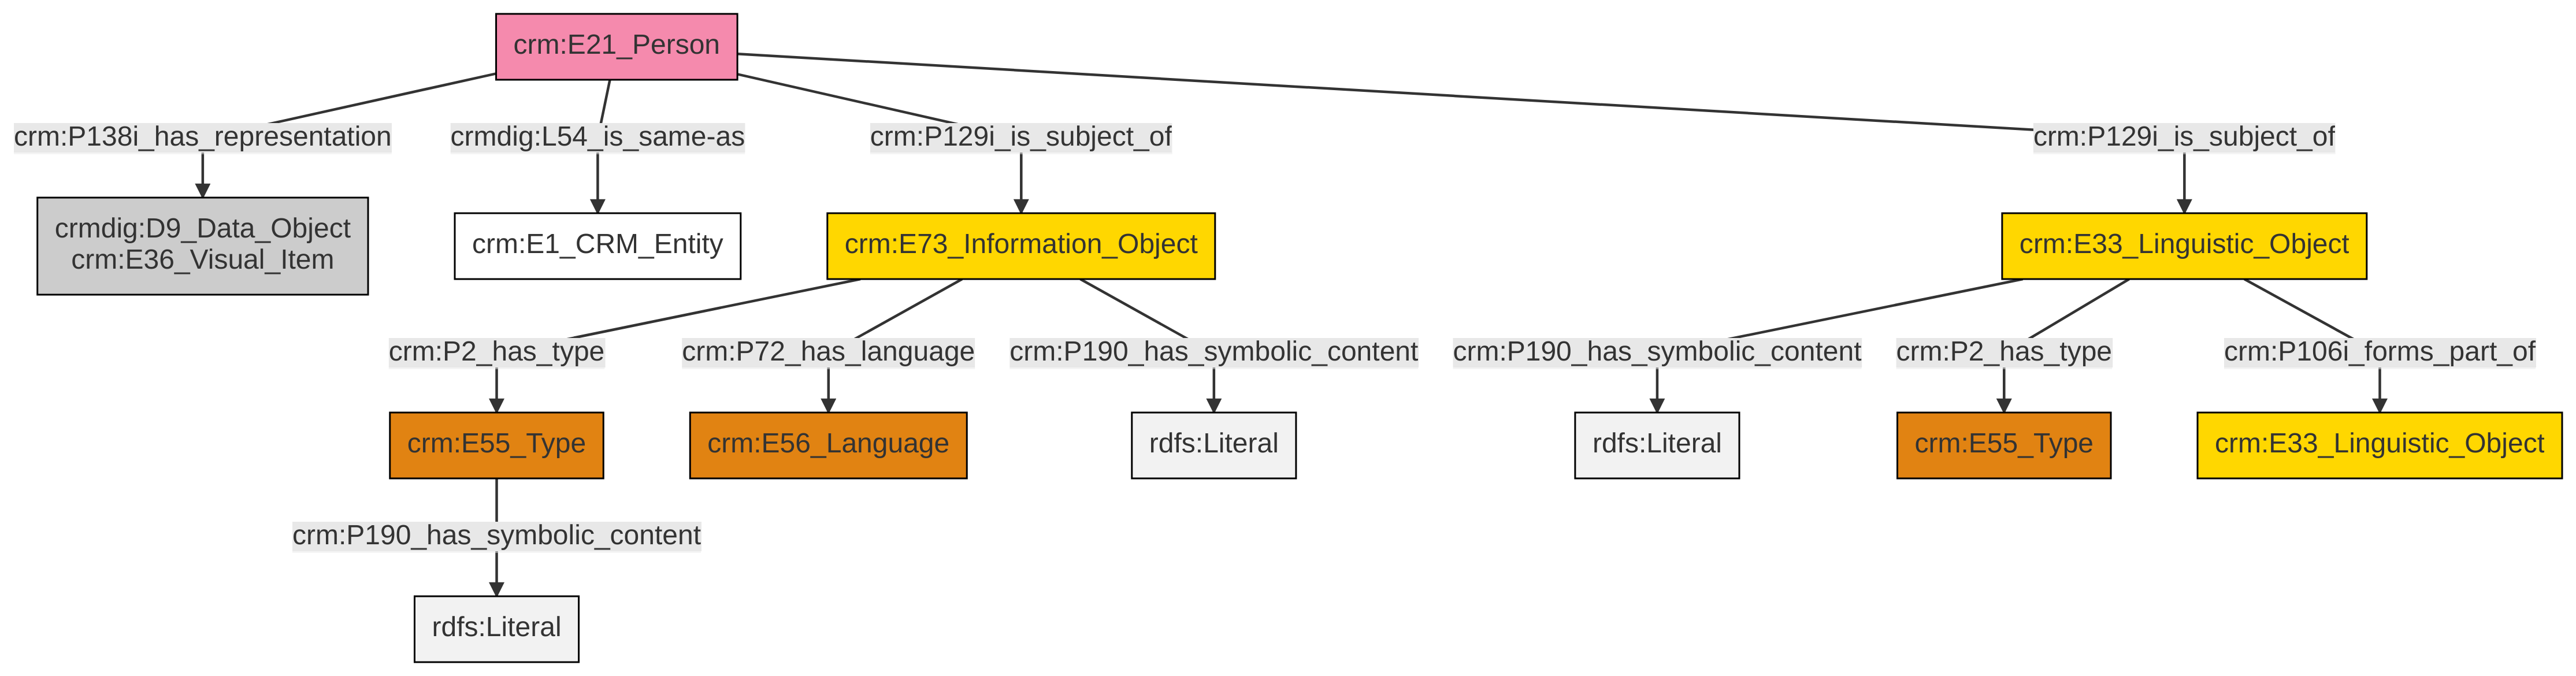 crm:E21_Person
crm:P138i_has_representation
crmdig:L54_is_same-as
crm:P129i_is_subject_of
crm:P129i_is_subject_of
crmdig:D9_Data_Object
crm:E36_Visual_Item
crm:E1_CRM_Entity
crm:E73_Information_Object
crm:E33_Linguistic_Object
crm:P2_has_type
crm:P72_has_language
crm:P190_has_symbolic_content
crm:P190_has_symbolic_content
crm:P2_has_type
crm:P106i_forms_part_of
crm:E55_Type
crm:E56_Language
rdfs:Literal
rdfs:Literal
crm:E55_Type
crm:E33_Linguistic_Object
crm:P190_has_symbolic_content
rdfs:Literal